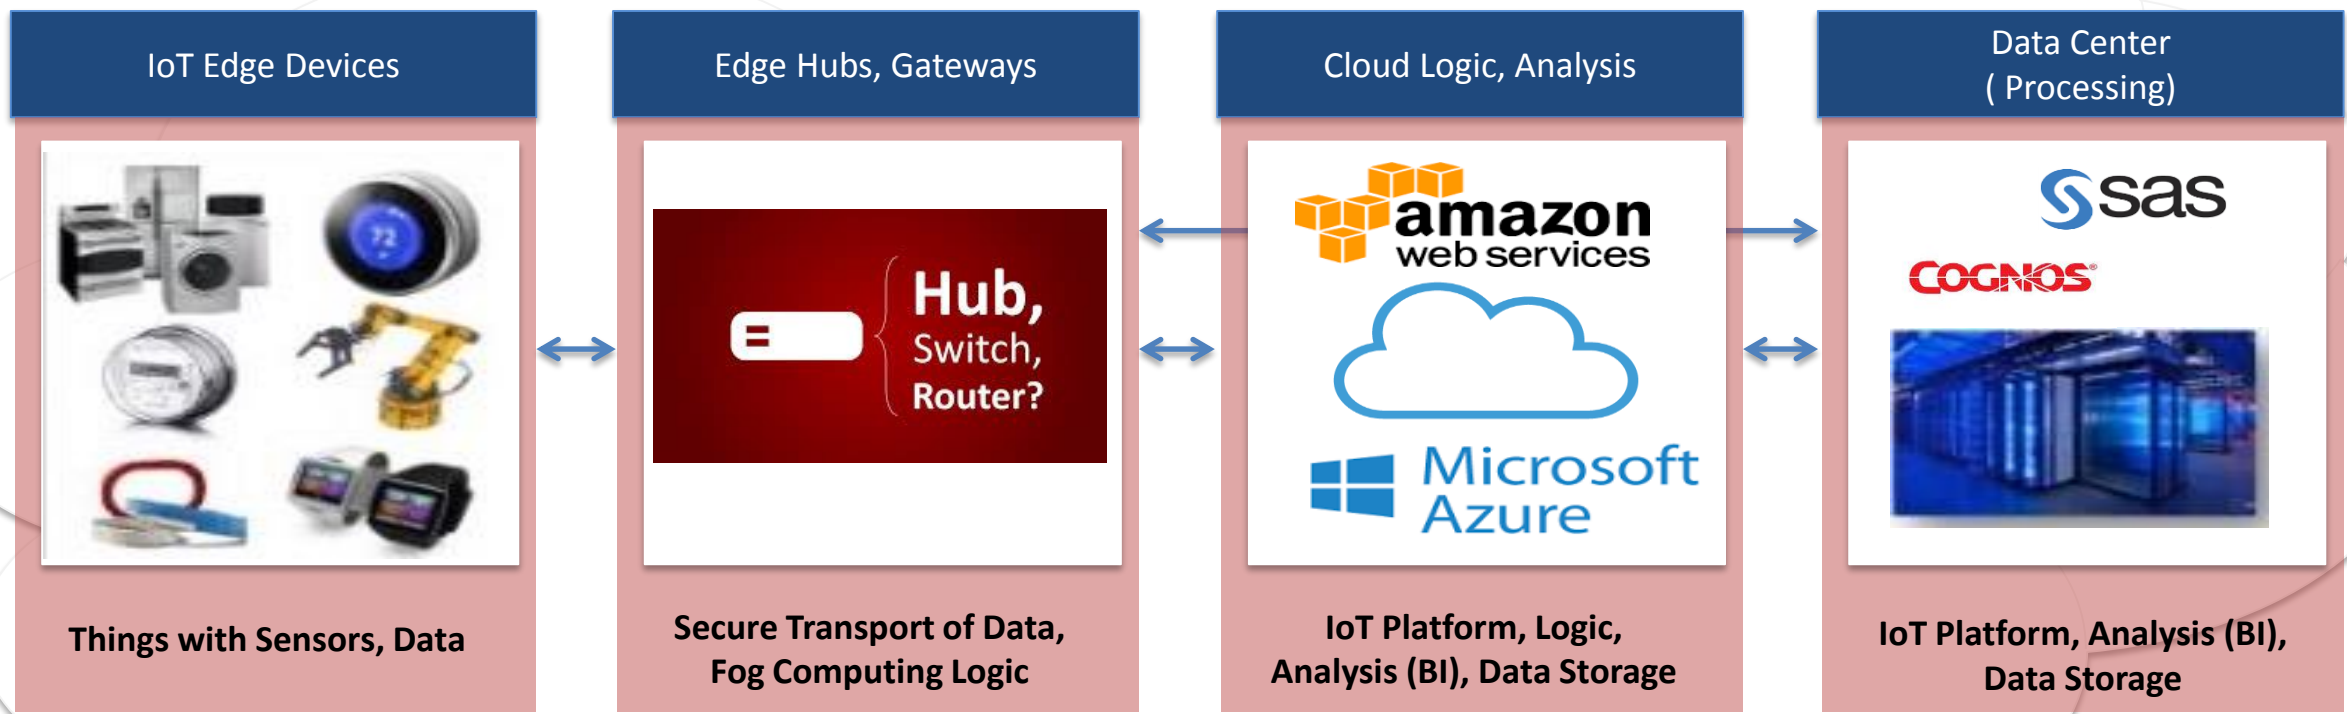 IoT Edge Devices
Things with Sensors, Data
Edge Hubs, Gateways
Hub,
Switch,
Router?
Secure Transport of Data,
Fog Computing Logic
Cloud Logic, Analysis
amazon
web services
Microsoft
Azure
IoT Platform, Logic,
Analysis (BI), Data Storage
Data Center
( Processing)
sas
COGNOS®
IoT Platform, Analysis (BI),
Data Storage
72